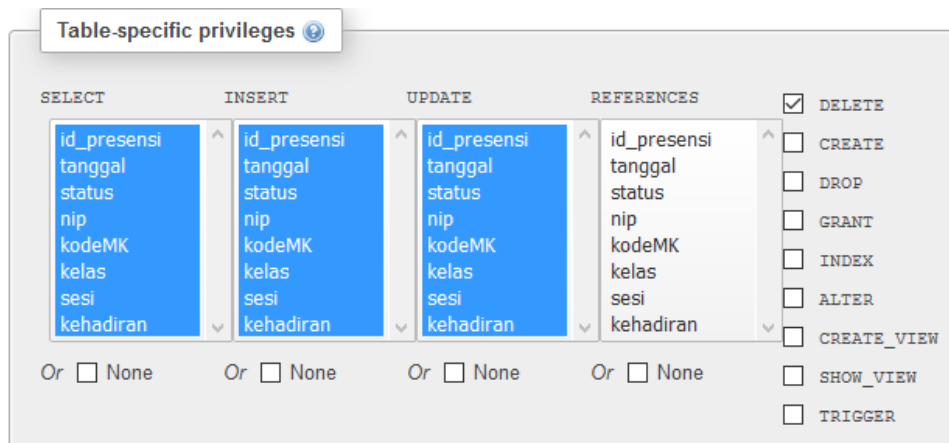 Table-specific privileges
SELECT
id_presensi
tanggal
status
nip
kodeMK
kelas
sesi
kehadiran
Or None
INSERT
id_presensi
tanggal
status
nip
kodeMK
kelas
sesi
kehadiran
Or None
UPDATE
id_presensi
tanggal
status
nip
kodeMK
kelas
sesi
kehadiran
Or None
REFERENCES
id_presensi
tanggal
status
nip
kodeMK
kelas
sesi
kehadiran
Or None
DELETE
CREATE
DROP
GRANT
INDEX
ALTER
CREATE_VIEW
SHOW_VIEW
TRIGGER